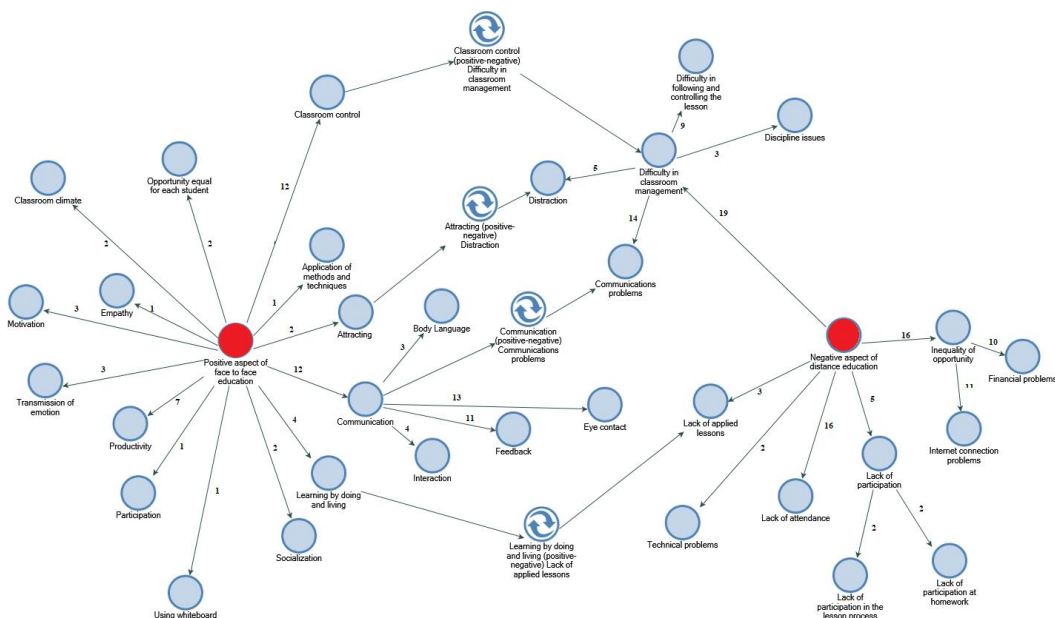 Classroom control
(positive-negative)
Difficulty in
classroom
management
Difficulty in
following and
controlling the
lesson
9
Discipline issues
3
Classroom control
12
Opportunity equal
for each student
2
Classroom climate
2
Difficulty in
classroom
management
5
Distraction
14
19
Attracting (positive-
negative)
Distraction
Communications
problems
Application of
methods and
techniques
1
Empathy
1
Motivation
3
Attracting
2
Body Language
3
Communication
(positive-negative)
Communications
problems
Positive aspect of
face to face
education
Negative aspect of
distance education
16
Inequality of
opportunity
10
Financial problems
11
Internet connection
problems
Transmission of
emotion
3
12
Communication
13
Eye contact
11
Feedback
4
Interaction
Lack of applied
lessons
3
5
Lack of
participation
16
Lack of attendance
2
Technical problems
7
Productivity
1
Participation
4
Learning by doing
and living
2
Socialization
1
Using whiteboard
Learning by doing
and living (positive-
negative) Lack of
applied lessons
2
Lack of
participation in the
lesson process
2
Lack of
participation at
homework